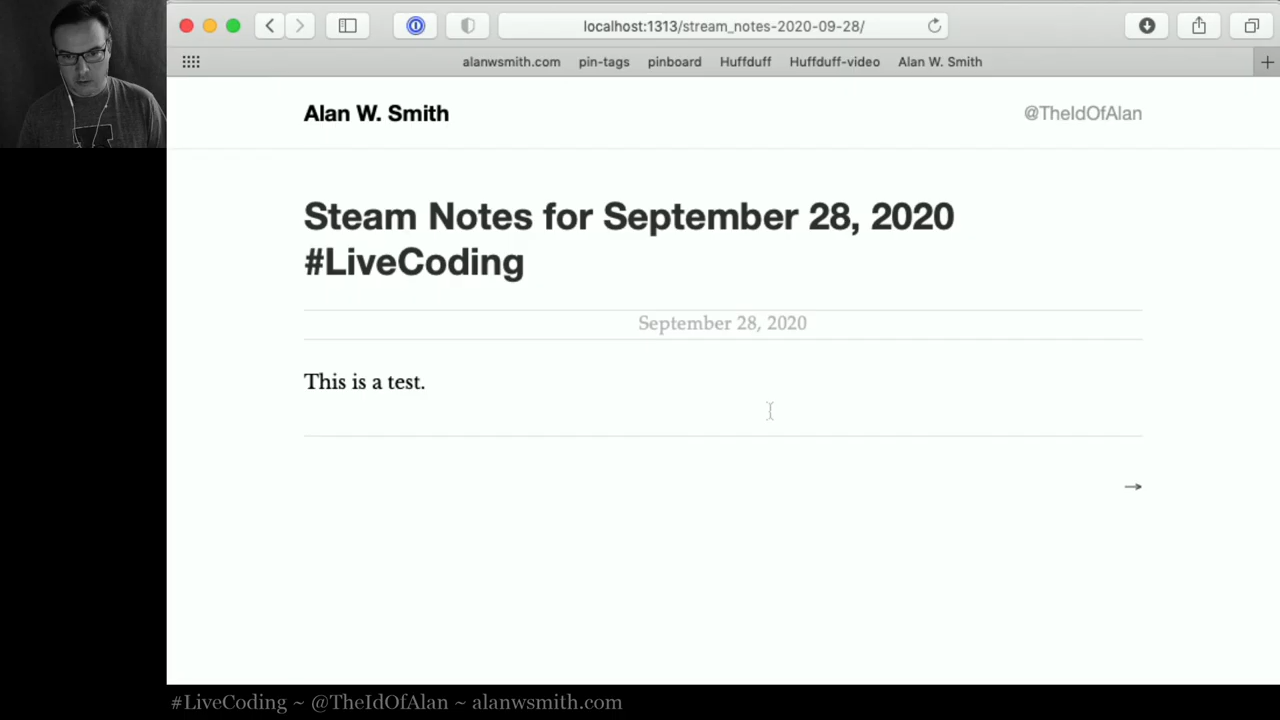 localhost:1313/stream_notes-2020-09-28/
alanwsmith.com pin-tags pinboard Huffduff Huffduff-video Alan W. Smith
Alan W. Smith
@TheIdOfAlan
Steam Notes for September 28, 2020
#LiveCoding
September 28, 2020
This is a test.
→
#LiveCoding ~ @TheIdOfAlan ~ alanwsmith.com